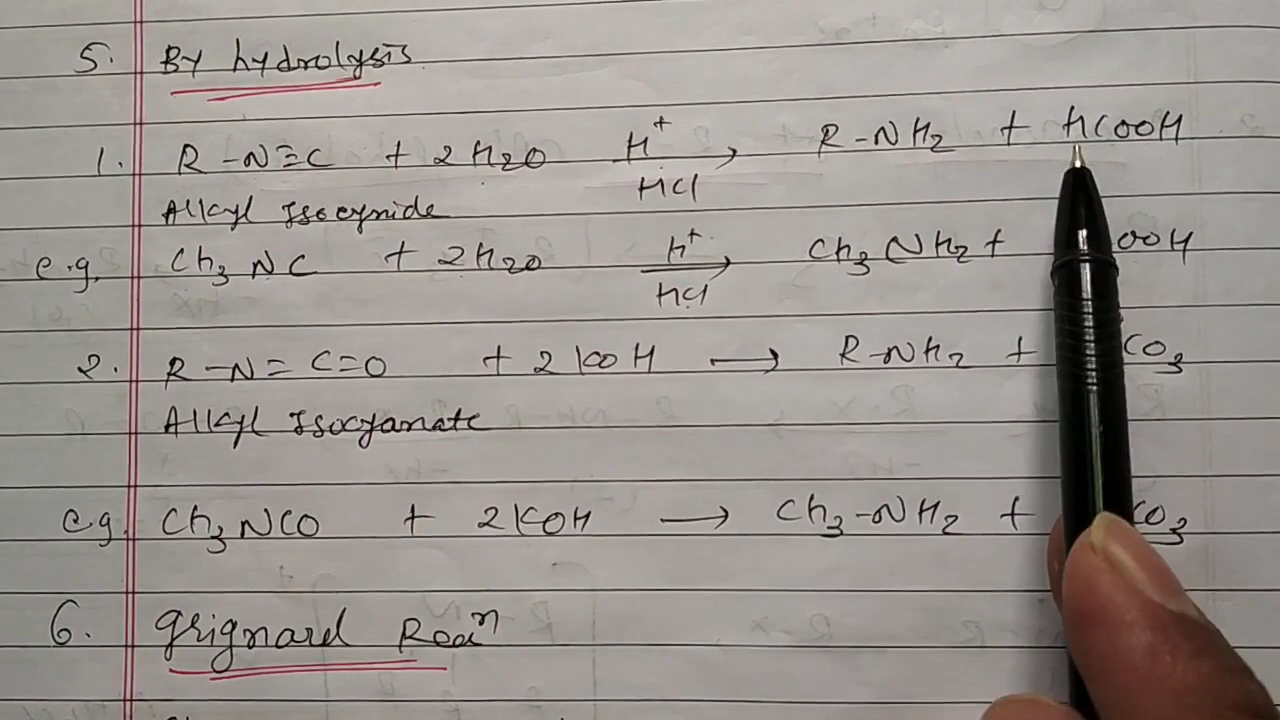 5. By hydrolysis
1. R-N≡C + 2H2O H+ HCl → R-NH2 + HCOOH
Alkyl Isocynide
e.g. CH3NC + 2H2O H+ HCl → CH3NH2 + OOH
2. R-N=C=O + 2KOH → R-NH2 + CO3
Alkyl Isocyanate
e.g. CH3NCO + 2KOH → CH3-NH2 + CO3
6. Grignard Reaⁿ